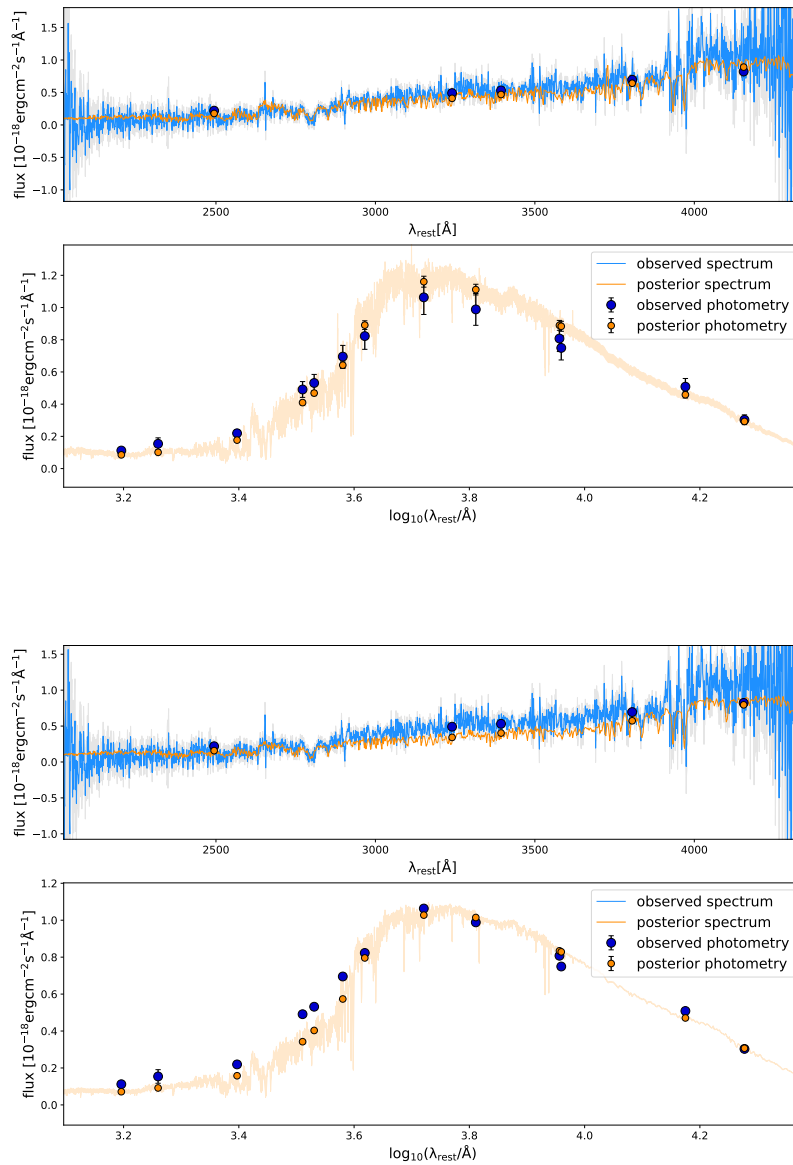 1.5
1.0
0.5
0.0
−0.5
−1.0
flux [10⁻¹⁸ergcm⁻²s⁻¹Å⁻¹]
2500 3000 3500 4000
λrest[Å]
1.2
1.0
0.8
0.6
0.4
0.2
0.0
flux [10⁻¹⁸ergcm⁻²s⁻¹Å⁻¹]
observed spectrum
posterior spectrum
observed photometry
posterior photometry
3.2 3.4 3.6 3.8 4.0 4.2
log₁₀(λrest/Å)
1.5
1.0
0.5
0.0
−0.5
−1.0
flux [10⁻¹⁸ergcm⁻²s⁻¹Å⁻¹]
2500 3000 3500 4000
λrest[Å]
1.2
1.0
0.8
0.6
0.4
0.2
0.0
flux [10⁻¹⁸ergcm⁻²s⁻¹Å⁻¹]
observed spectrum
posterior spectrum
observed photometry
posterior photometry
3.2 3.4 3.6 3.8 4.0 4.2
log₁₀(λrest/Å)